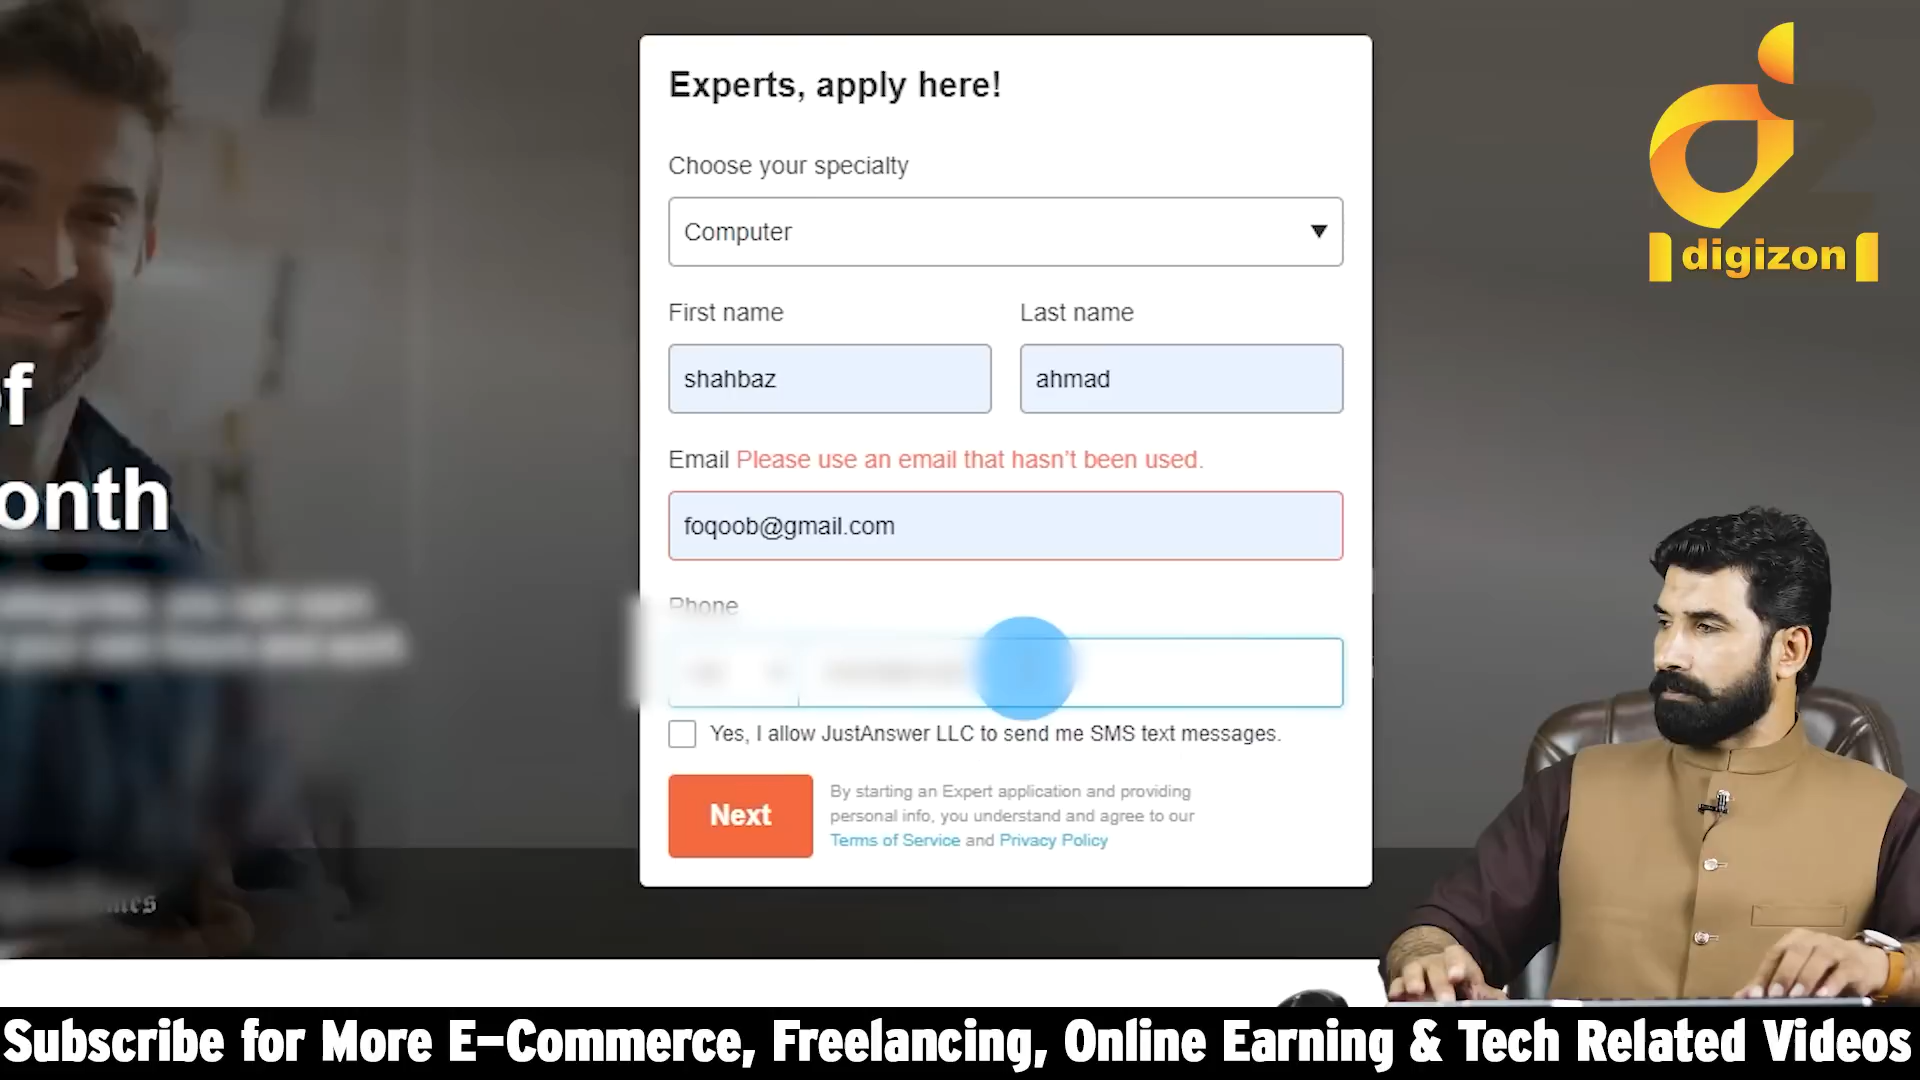 Experts, apply here!
Choose your specialty
Computer
First name
Last name
shahbaz
ahmad
Email Please use an email that hasn't been used.
foqoob@gmail.com
Phone
Yes, I allow JustAnswer LLC to send me SMS text messages.
Next
By starting an Expert application and providing
personal info, you understand and agree to our
Terms of Service and Privacy Policy
digizon
Subscribe for More E-Commerce, Freelancing, Online Earning & Tech Related Videos